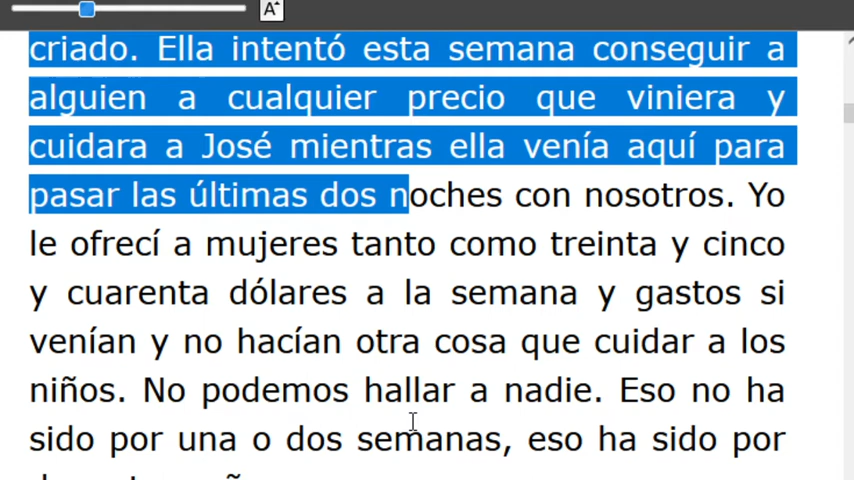 A
criado. Ella intentó esta semana conseguir a
alguien a cualquier precio que viniera y
cuidara a José mientras ella venía aquí para
pasar las últimas dos noches con nosotros. Yo
le ofrecí a mujeres tanto como treinta y cinco
y cuarenta dólares a la semana y gastos si
venían y no hacían otra cosa que cuidar a los
niños. No podemos hallar a nadie. Eso no ha
sido por una o dos semanas, eso ha sido por